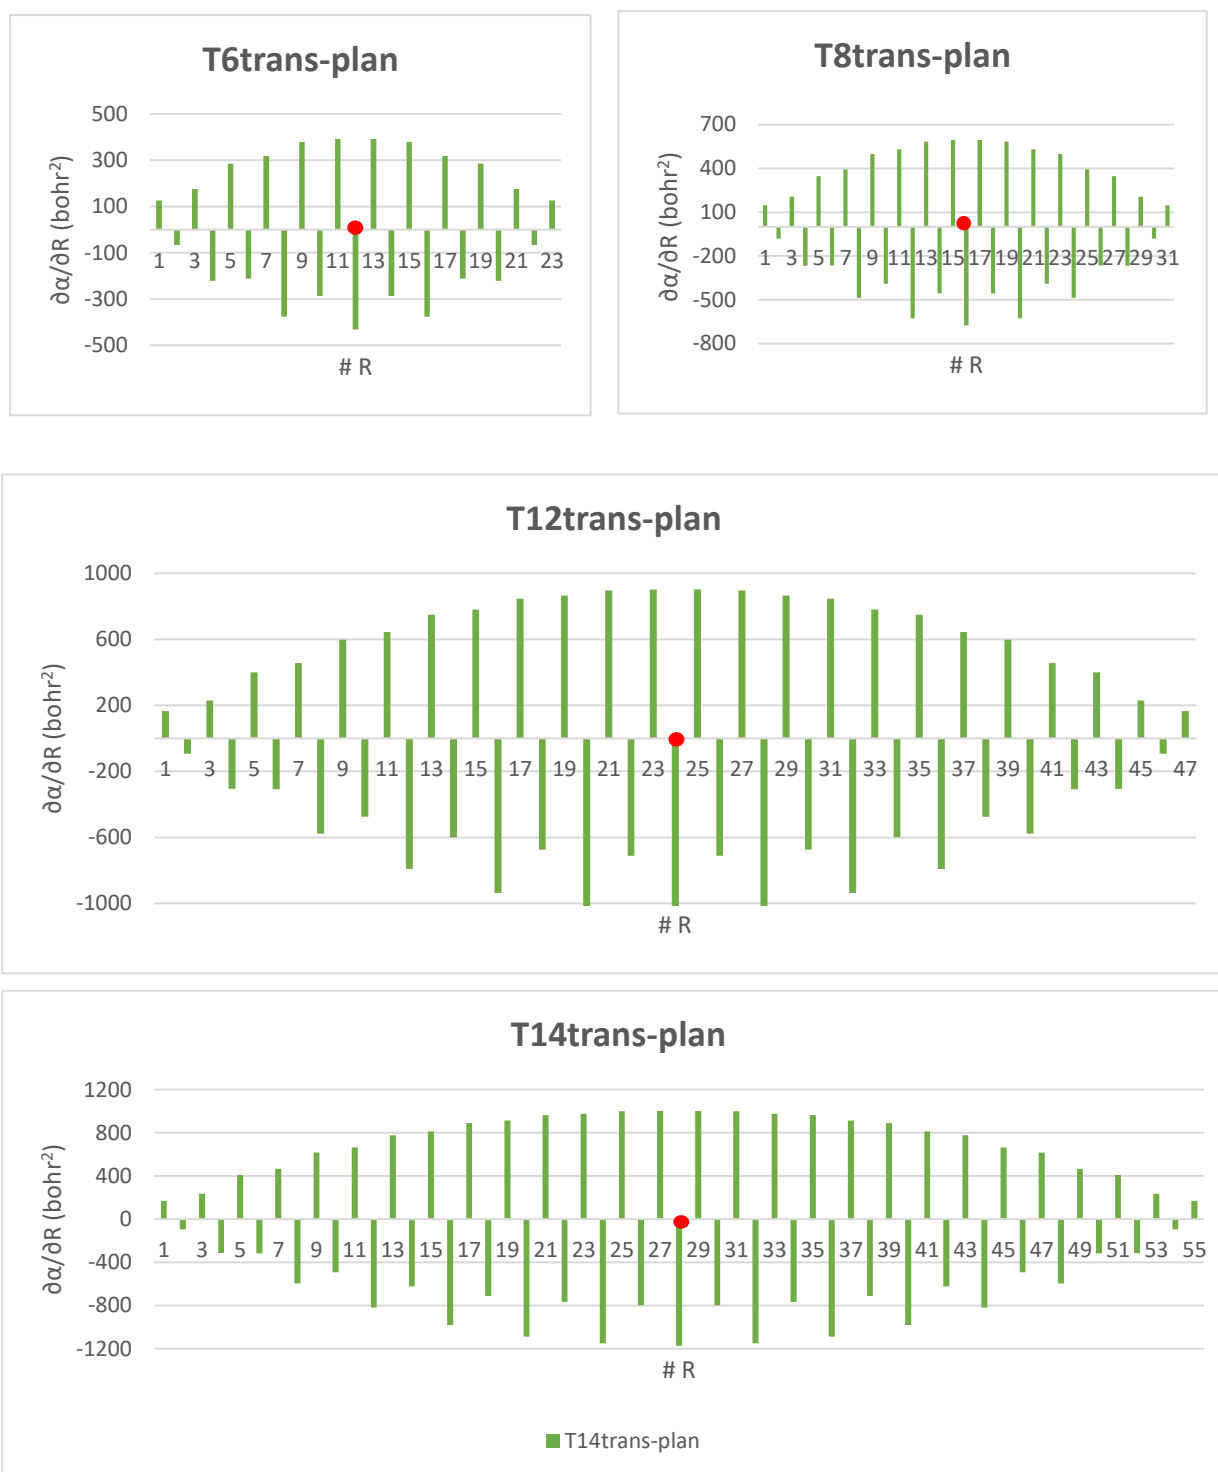 T6trans-plan
500
300
100
-100
-300
-500
1 3 5 7 9 11 13 15 17 19 21 23
∂α/∂R (bohr²)
# R
T8trans-plan
700
400
100
-200
-500
-800
1 3 5 7 9 11 13 15 17 19 21 23 25 27 29 31
∂α/∂R (bohr²)
# R
T12trans-plan
1000
600
200
-200
-600
-1000
1 3 5 7 9 11 13 15 17 19 21 23 25 27 29 31 33 35 37 39 41 43 45 47
∂α/∂R (bohr²)
# R
T14trans-plan
1200
800
400
0
-400
-800
-1200
1 3 5 7 9 11 13 15 17 19 21 23 25 27 29 31 33 35 37 39 41 43 45 47 49 51 53 55
∂α/∂R (bohr²)
# R
T14trans-plan